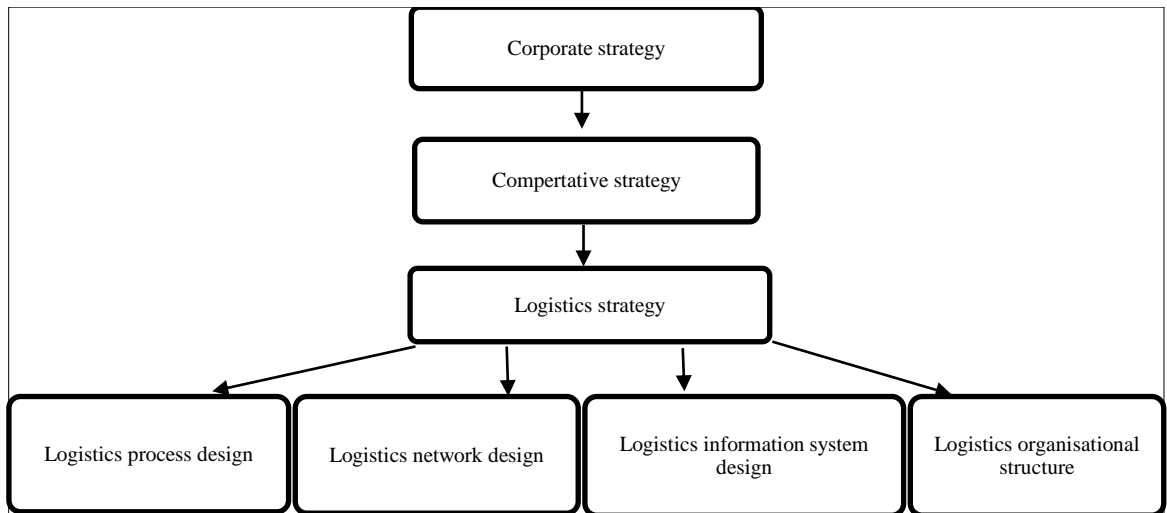 Corporate strategy
Compertative strategy
Logistics strategy
Logistics process design
Logistics network design
Logistics information system
design
Logistics organisational
structure